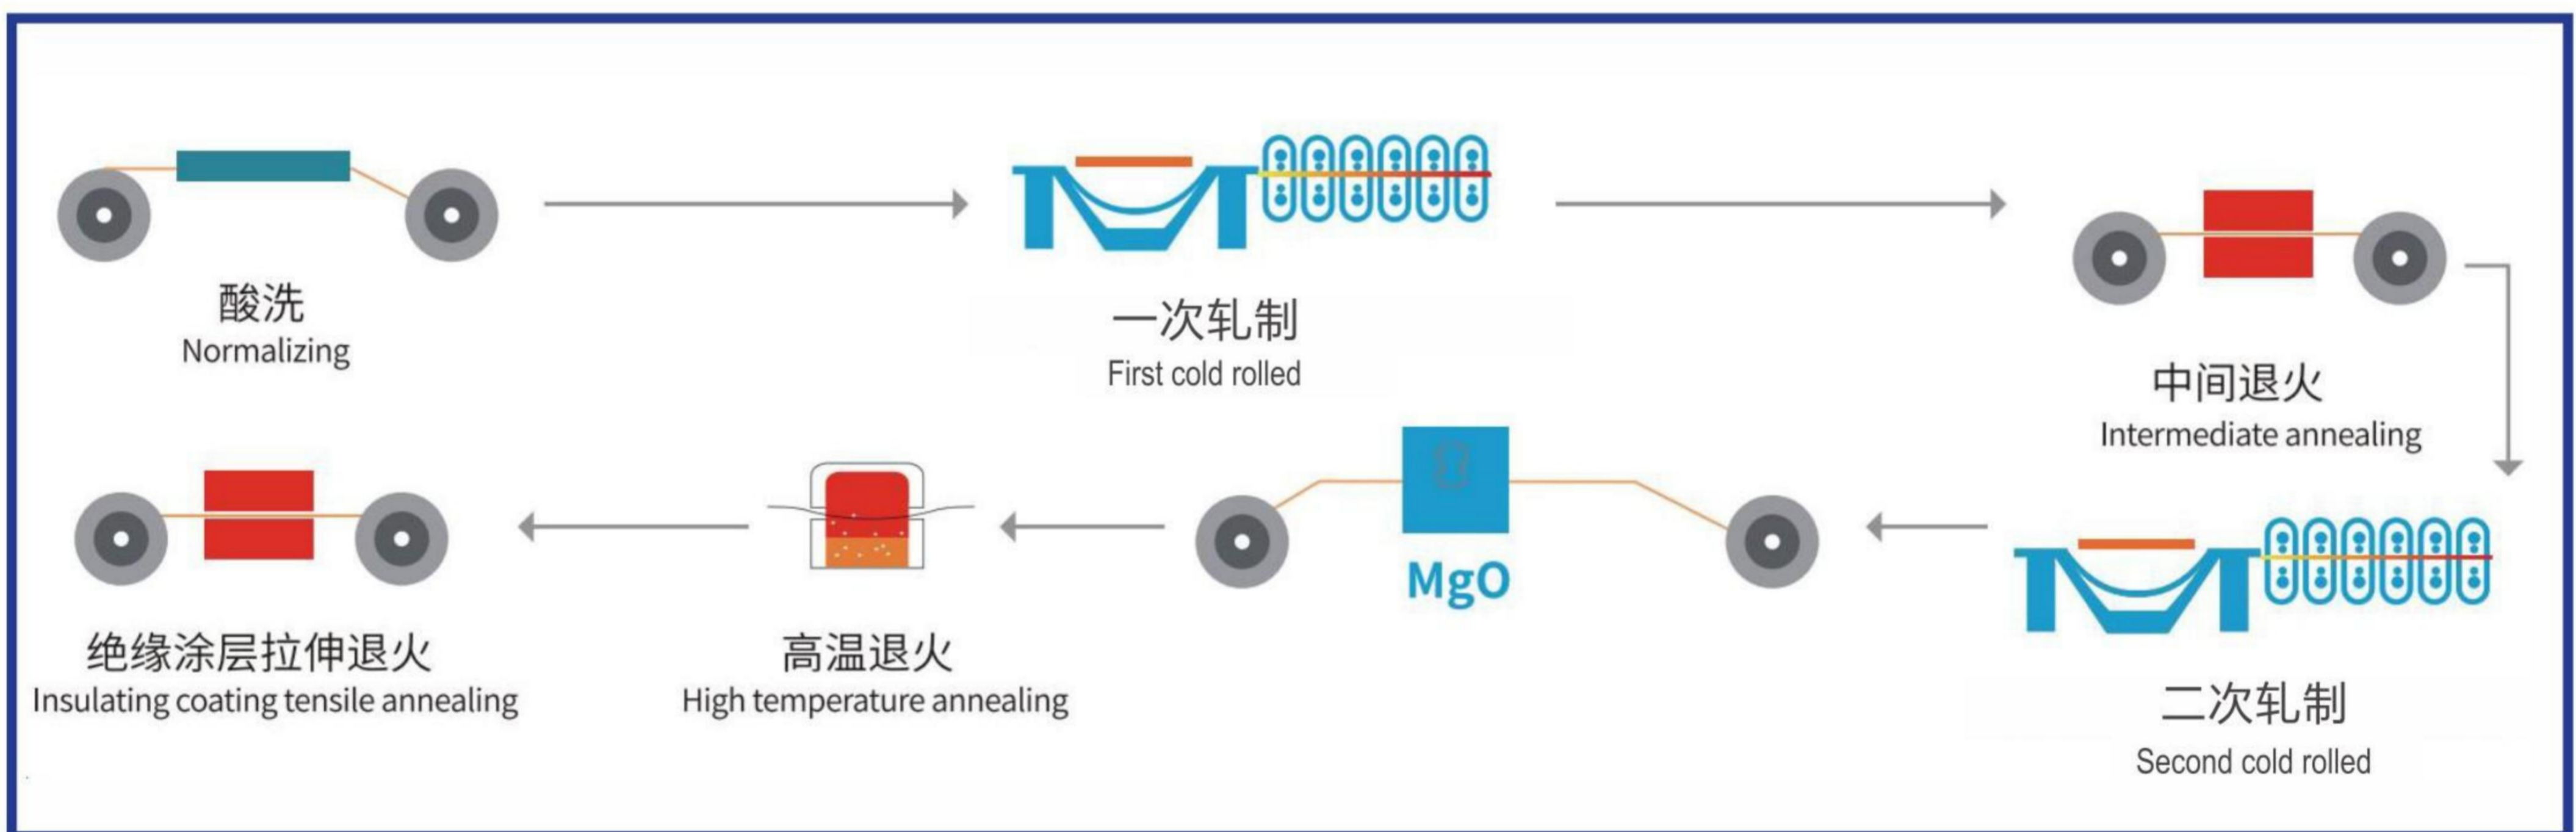 酸洗
Normalizing
一次轧制
First cold rolled
中间退火
Intermediate annealing
绝缘涂层拉伸退火
Insulating coating tensile annealing
高温退火
High temperature annealing
MgO
二次轧制
Second cold rolled